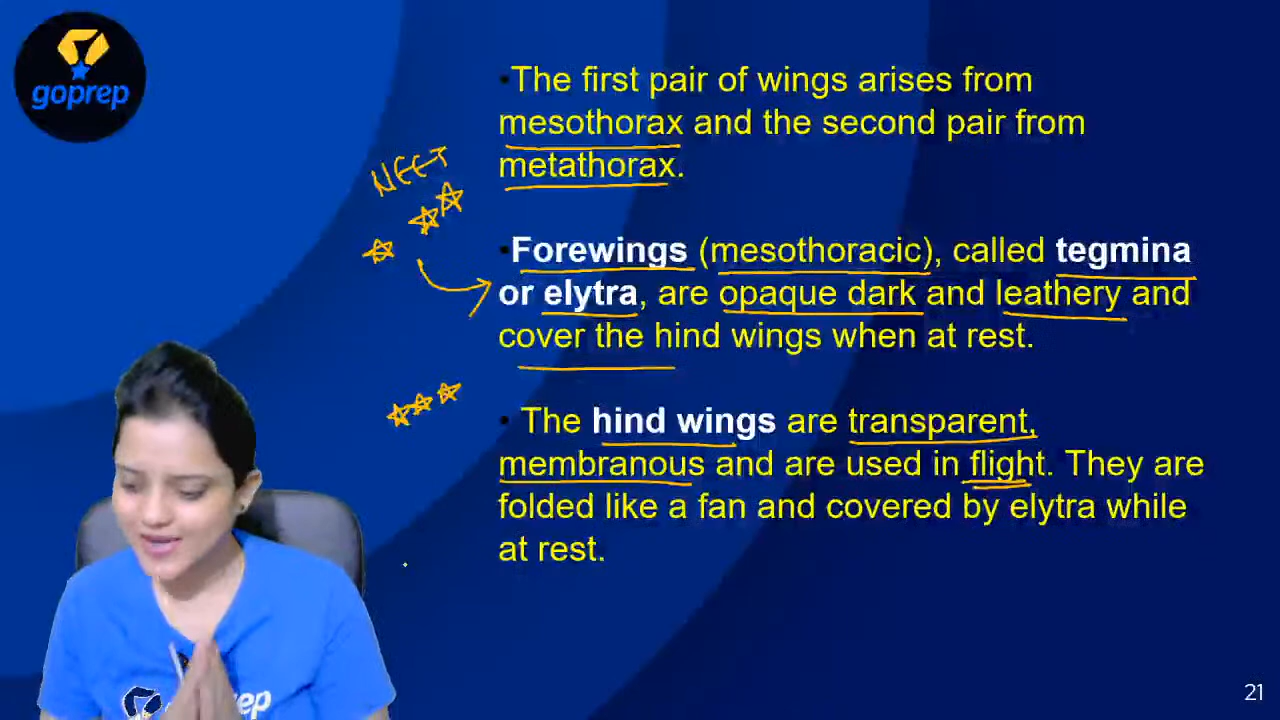 goprep
•The first pair of wings arises from
mesothorax and the second pair from
metathorax.
NEET
•Forewings (mesothoracic), called tegmina
or elytra, are opaque dark and leathery and
cover the hind wings when at rest.
• The hind wings are transparent,
membranous and are used in flight. They are
folded like a fan and covered by elytra while
at rest.
21